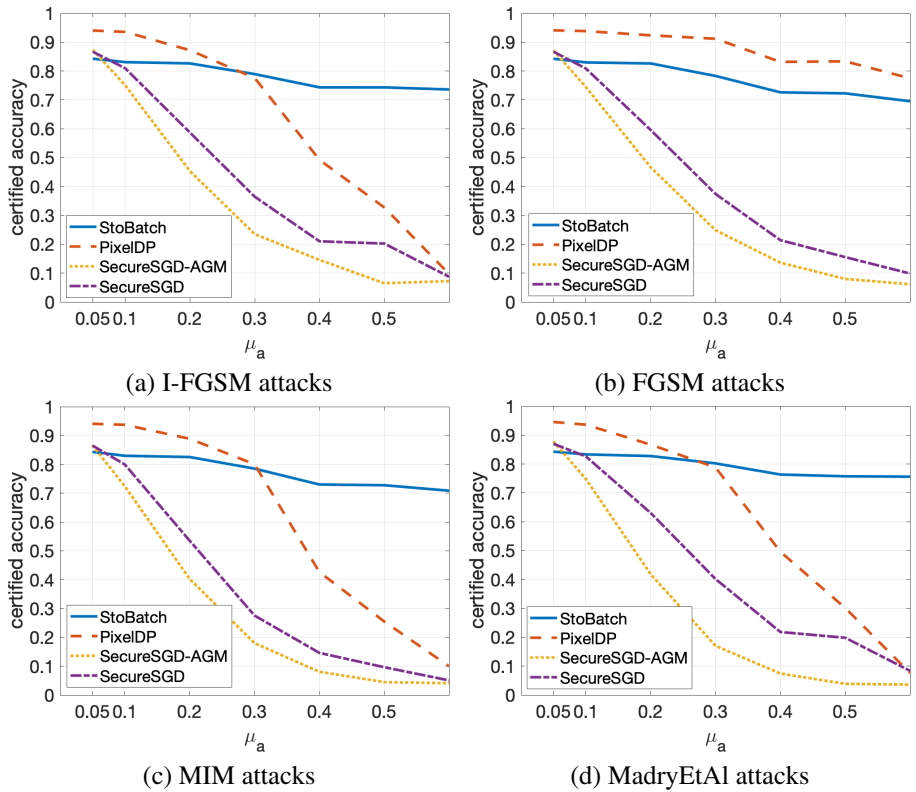 certified accuracy
1
0.9
0.8
0.7
0.6
0.5
0.4
0.3
0.2
0.1
0
StoBatch
PixelDP
SecureSGD-AGM
SecureSGD
0.05 0.1 0.2 0.3 0.4 0.5
μa
(a) I-FGSM attacks
certified accuracy
1
0.9
0.8
0.7
0.6
0.5
0.4
0.3
0.2
0.1
0
StoBatch
PixelDP
SecureSGD-AGM
SecureSGD
0.05 0.1 0.2 0.3 0.4 0.5
μa
(b) FGSM attacks
certified accuracy
1
0.9
0.8
0.7
0.6
0.5
0.4
0.3
0.2
0.1
0
StoBatch
PixelDP
SecureSGD-AGM
SecureSGD
0.05 0.1 0.2 0.3 0.4 0.5
μa
(c) MIM attacks
certified accuracy
1
0.9
0.8
0.7
0.6
0.5
0.4
0.3
0.2
0.1
0
StoBatch
PixelDP
SecureSGD-AGM
SecureSGD
0.05 0.1 0.2 0.3 0.4 0.5
μa
(d) MadryEtAl attacks